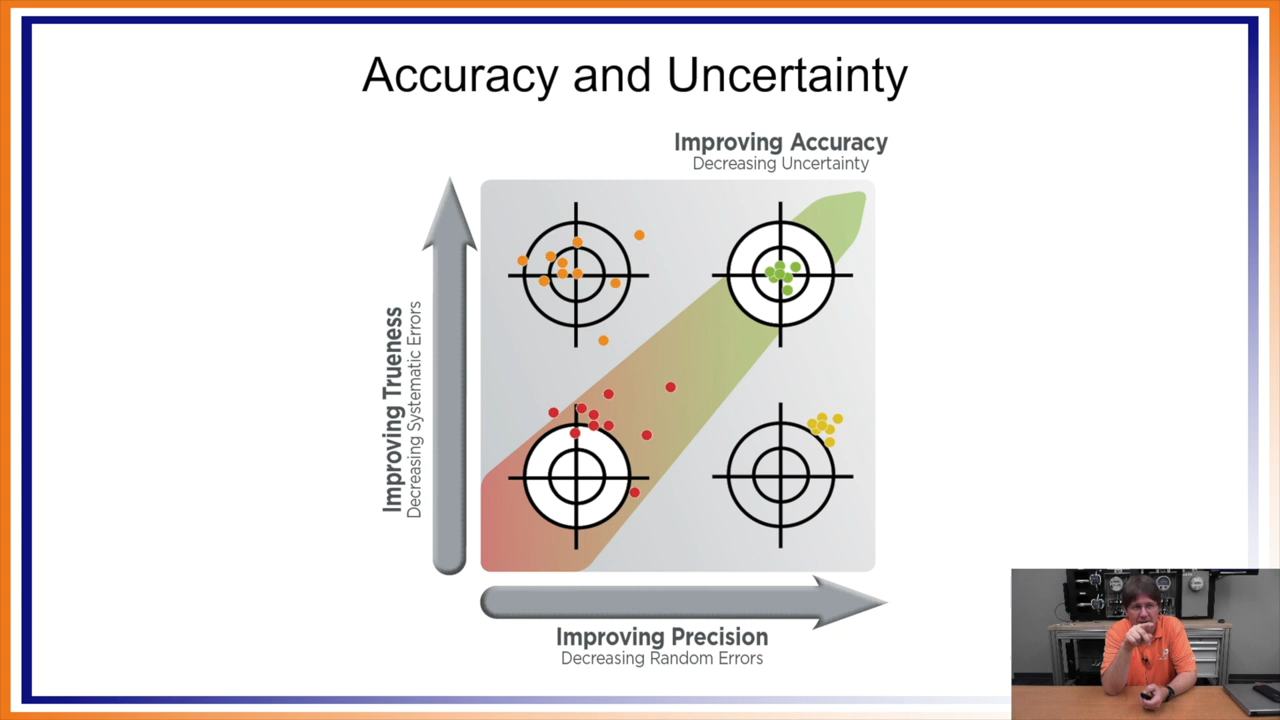 Accuracy and Uncertainty
Improving Accuracy
Decreasing Uncertainty
Improving Trueness
Decreasing Systematic Errors
Improving Precision
Decreasing Random Errors